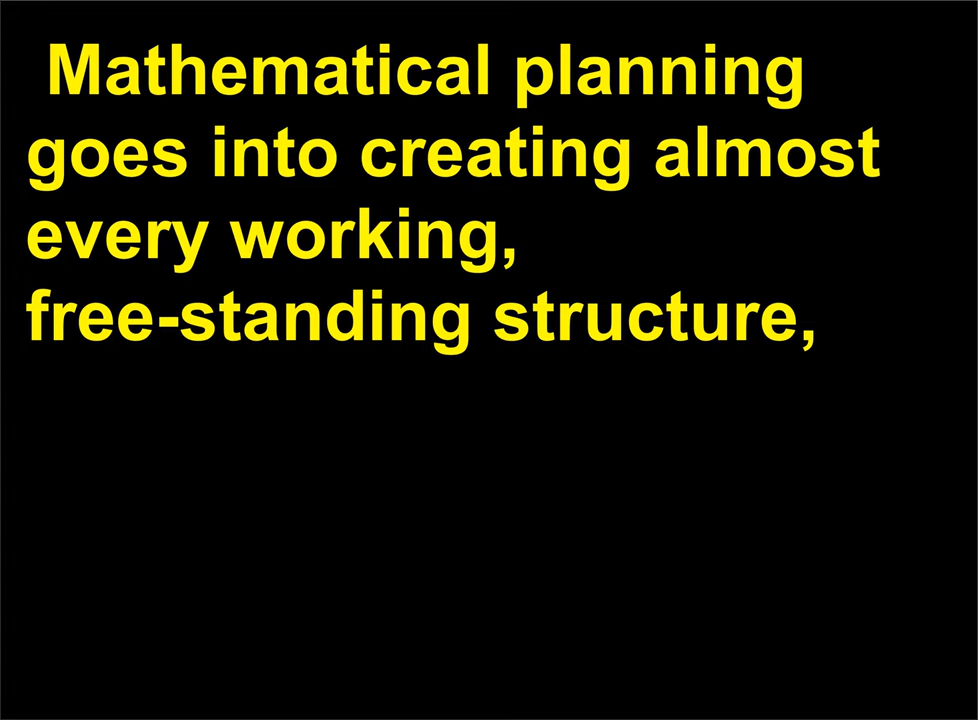 Mathematical planning
goes into creating almost
every working,
free-standing structure,